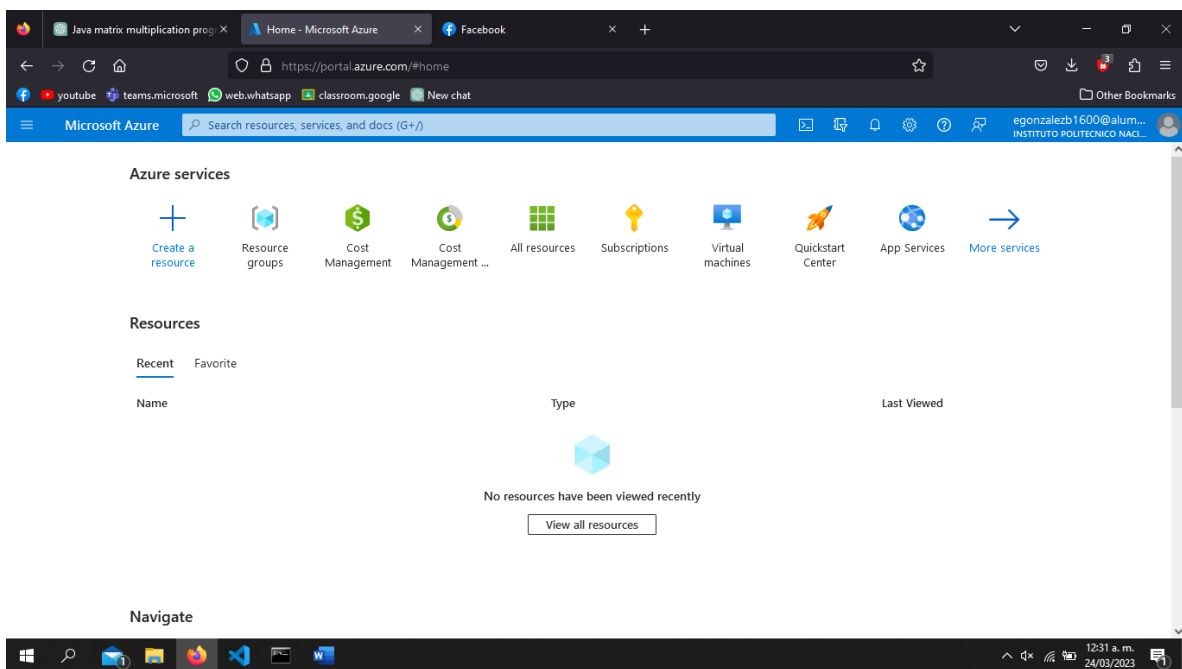 Java matrix multiplication prog
Home - Microsoft Azure
Facebook
https://portal.azure.com/#home
3
youtube teams.microsoft web.whatsapp classroom.google New chat Other Bookmarks
Microsoft Azure Search resources, services, and docs (G+/) egonzalezb1600@alum...
INSTITUTO POLITECNICO NACI...
Azure services
Create a resource
Resource groups
Cost Management
Cost Management ...
All resources
Subscriptions
Virtual machines
Quickstart Center
App Services
More services
Resources
Recent Favorite
Name Type Last Viewed
No resources have been viewed recently
View all resources
Navigate
12:31 a. m.
24/03/2023